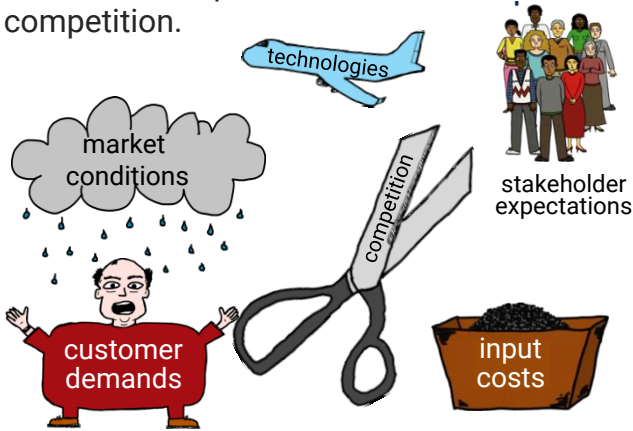 competition.
technologies
market
conditions
competition
stakeholder
expectations
customer
demands
input
costs